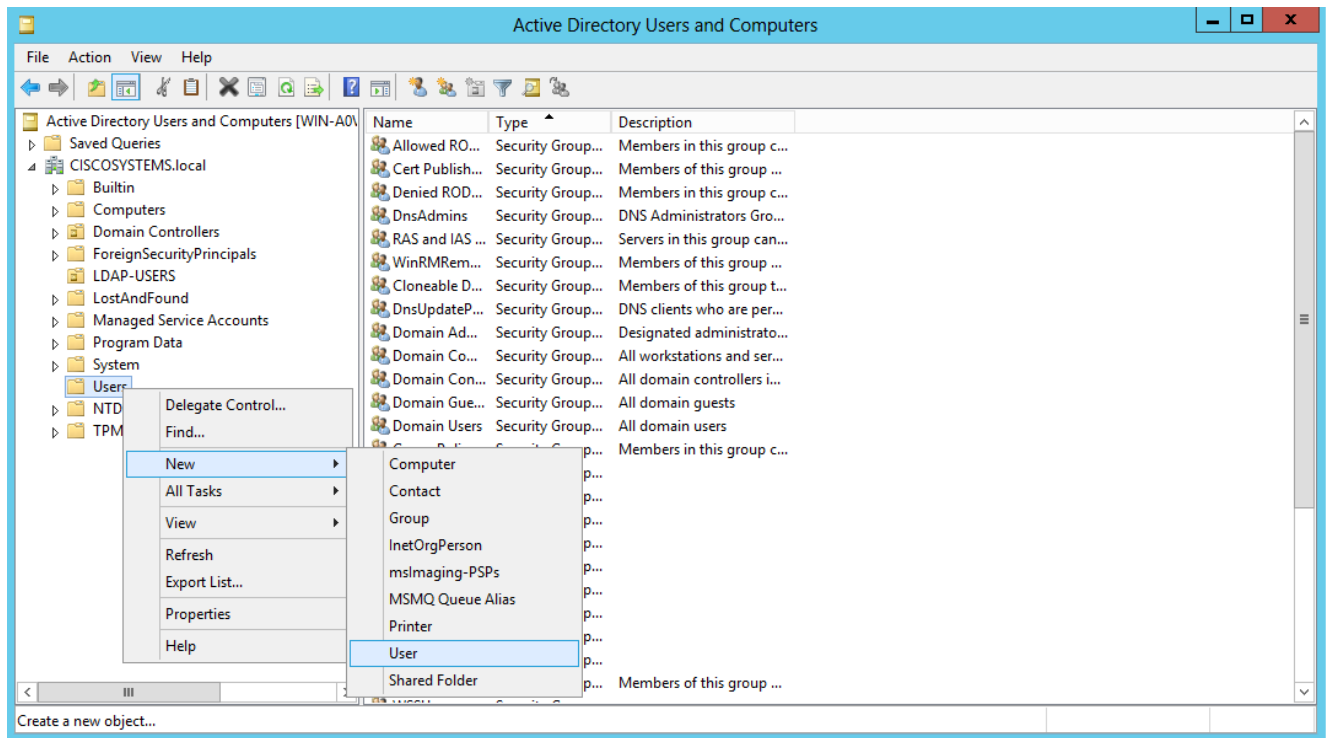 Active Directory Users and Computers
File Action View Help
Active Directory Users and Computers [WIN-A0\
Saved Queries
CISCOSYSTEMS.local
Builtin
Computers
Domain Controllers
ForeignSecurityPrincipals
LDAP-USERS
LostAndFound
Managed Service Accounts
Program Data
System
Users
NTD
TPM
Name Type Description
Allowed RO... Security Group... Members in this group c...
Cert Publish... Security Group... Members of this group ...
Denied ROD... Security Group... Members in this group c...
DnsAdmins Security Group... DNS Administrators Gro...
RAS and IAS ... Security Group... Servers in this group can...
WinRMRem... Security Group... Members of this group ...
Cloneable D... Security Group... Members of this group t...
DnsUpdateP... Security Group... DNS clients who are per...
Domain Ad... Security Group... Designated administrato...
Domain Co... Security Group... All workstations and ser...
Domain Con... Security Group... All domain controllers i...
Domain Gue... Security Group... All domain guests
Domain Users Security Group... All domain users
p... Members in this group c...
p...
p...
p...
p...
p...
p...
p...
p...
p...
p... Members of this group ...
Delegate Control...
Find...
New
All Tasks
View
Refresh
Export List...
Properties
Help
Computer
Contact
Group
InetOrgPerson
msImaging-PSPs
MSMQ Queue Alias
Printer
User
Shared Folder
Create a new object...